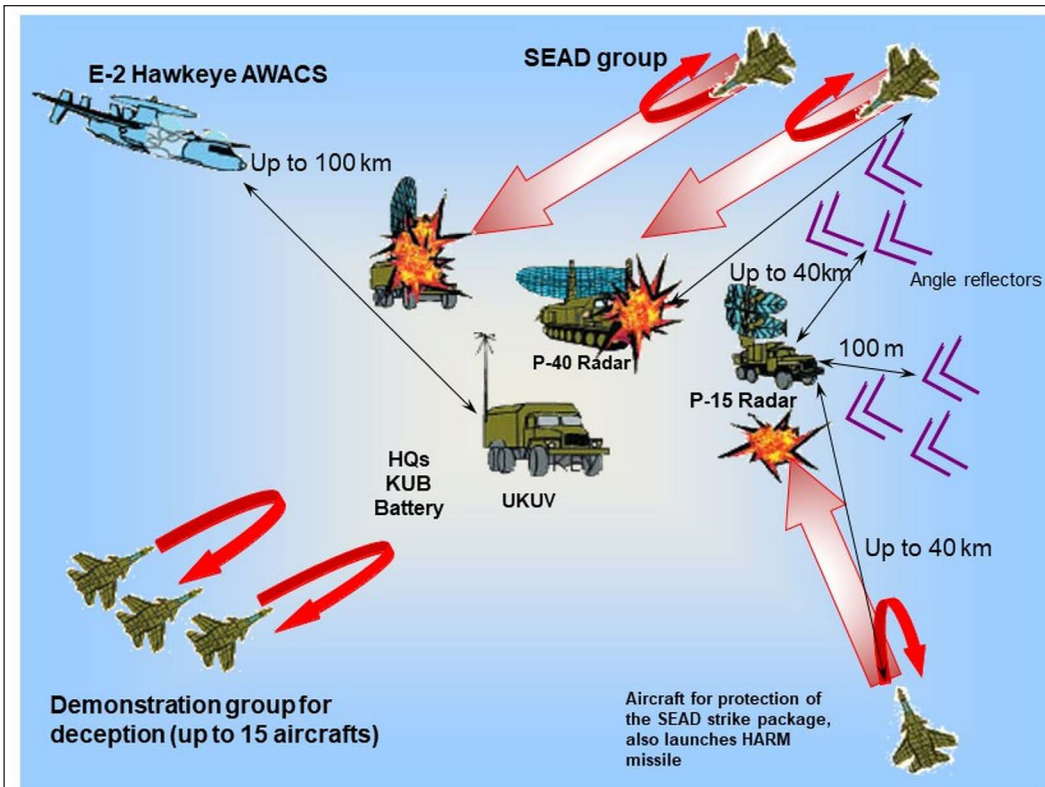 SEAD group
E-2 Hawkeye AWACS
Up to 100 km
Up to 40km
Angle reflectors
100 m
P-40 Radar
P-15 Radar
HQs
KUB
Battery
UKUV
Up to 40 km
Demonstration group for
deception (up to 15 aircrafts)
Aircraft for protection of
the SEAD strike package,
also launches HARM
missile